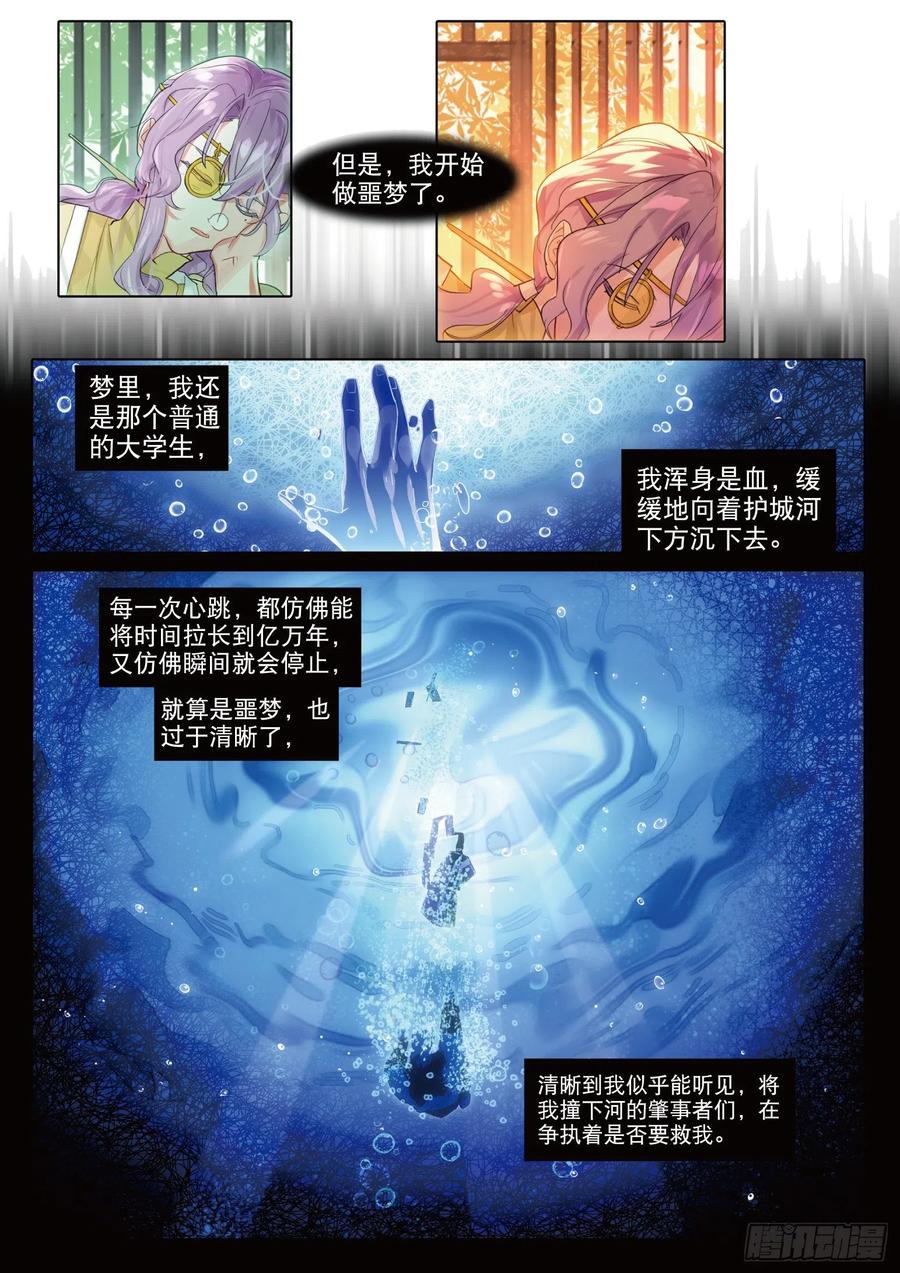 但是，我开始
做噩梦了。
梦里，我还
是那个普通
的大学生，
我浑身是血，缓
缓地向着护城河
下方沉下去。
每一次心跳，都仿佛能
将时间拉长到亿万年，
又仿佛瞬间就会停止，
就算是噩梦，也
过于清晰了，
清晰到我似乎能听见，将
我撞下河的肇事者们，在
争执着是否要救我。
腾讯动漫